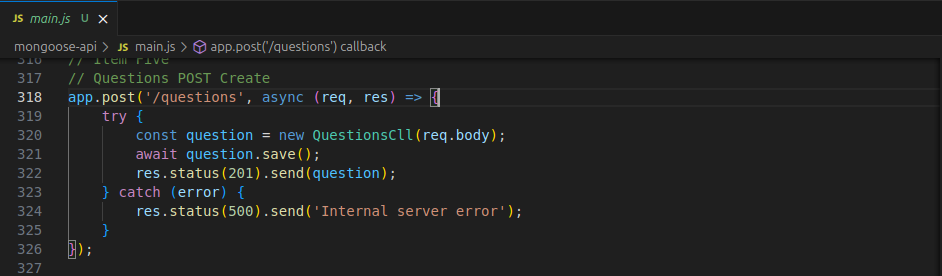 JS main.js U ×
mongoose-api > JS main.js > app.post('/questions') callback
316 // Item Five
317 // Questions POST Create
318 app.post('/questions', async (req, res) => {
319     try {
320         const question = new QuestionsCll(req.body);
321         await question.save();
322         res.status(201).send(question);
323     } catch (error) {
324         res.status(500).send('Internal server error');
325     }
326 });
327